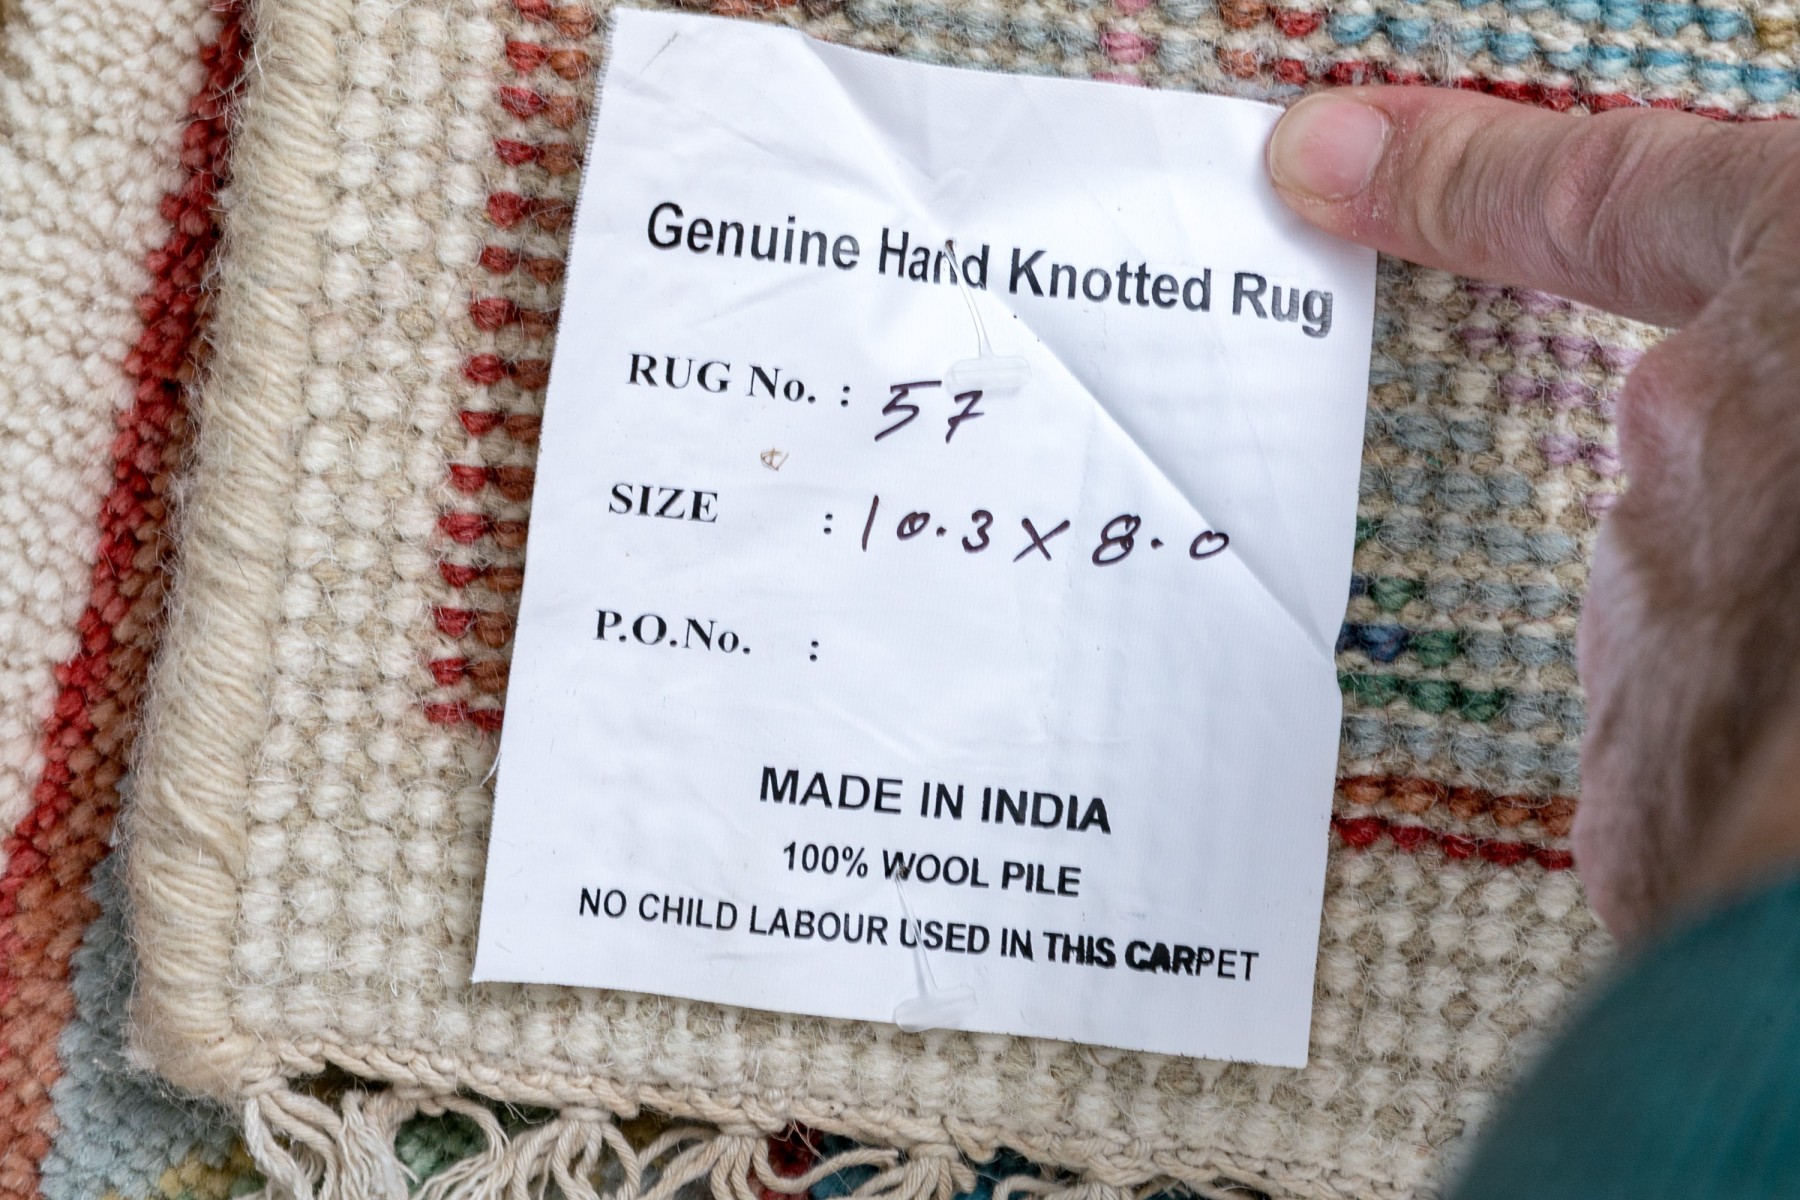 Genuine Hand Knotted Rug
RUG No. : 57
SIZE : 10.3 X 8.0
P.O.No. :
MADE IN INDIA
100% WOOL PILE
NO CHILD LABOUR USED IN THIS CARPET